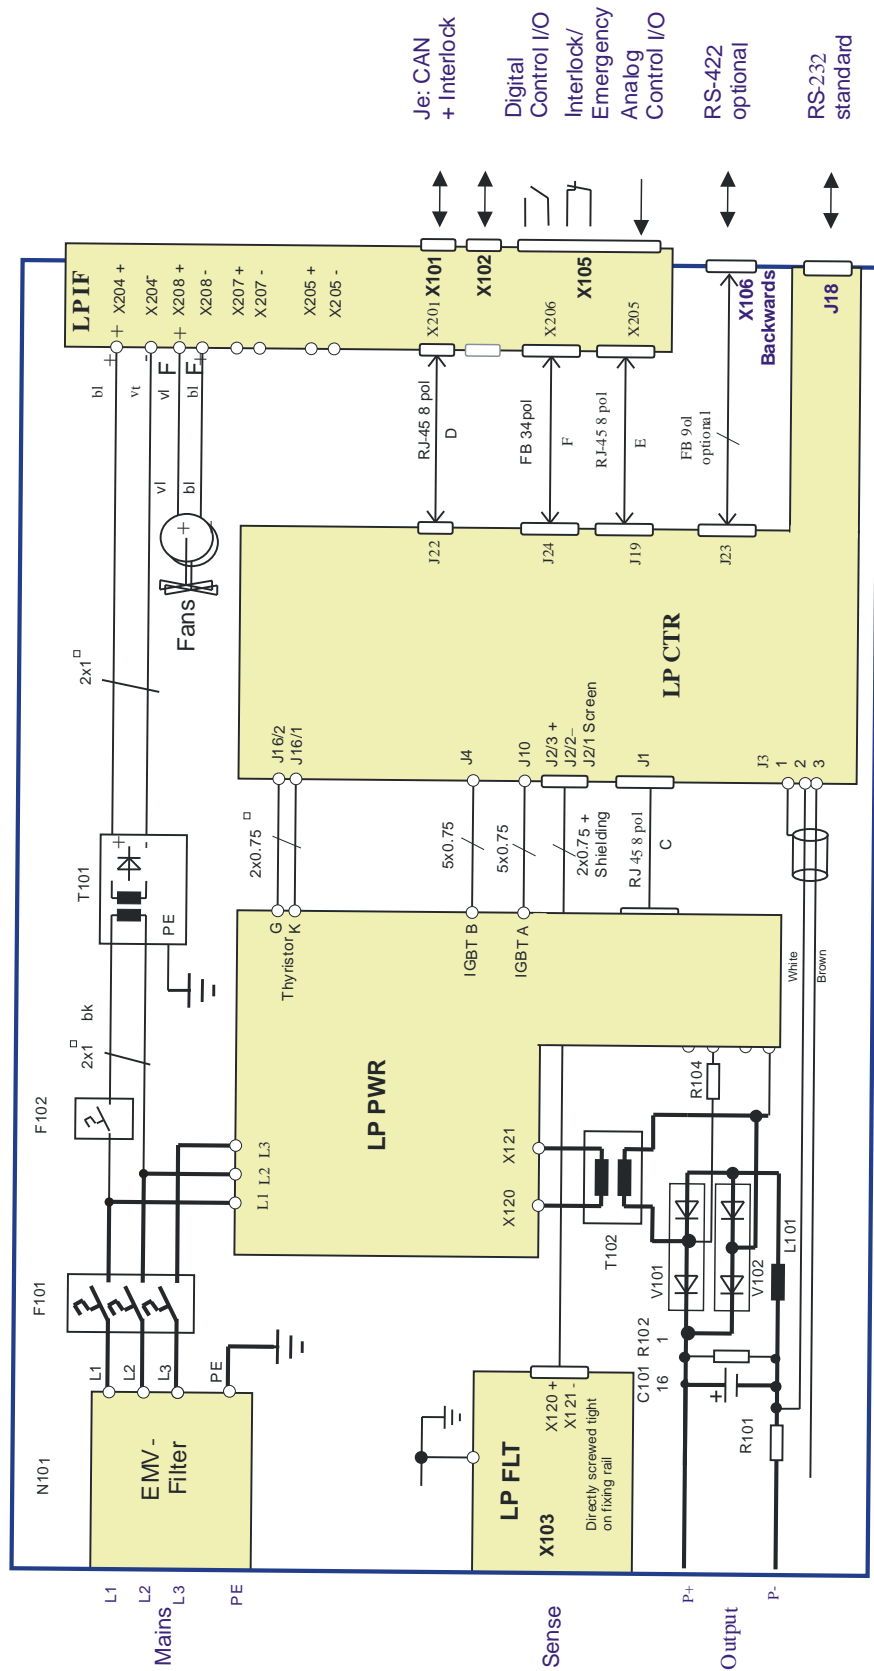 Je: CAN
+ Interlock
Digital
Control I/O
Interlock/
Emergency
Analog
Control I/O
RS-422
optional
RS-232
standard
LP IF
X204 +
X204-
X208 +
X208 -
X207 +
X207 -
X205 +
X205 -
X201
X101
X102
X206
X105
X205
X106
Backwards
J18
+
+
-
+
+
F
F
bl
vt
vl
bl
vl
bl
+
Fans
RJ-45 8 pol
D
FB 34pol
F
RJ-45 8 pol
E
FB 9ol
optional
J22
J24
J19
J23
LP CTR
J16/2
J16/1
J4
J10
J2/3 +
J2/2-
J2/1 Screen
J1
J3
1
2
3
2x1
T101
+
-
PE
2x0.75
5x0.75
5x0.75
2x0.75 +
Shielding
RJ 45 8 pol
C
White
Brown
G
K
Thyristor
IGBT B
IGBT A
LP PWR
L1
L2
L3
X120
X121
bk
2x1
F102
F101
L1
L2
L3
PE
N101
EMV -
Filter
L1
L2
L3
PE
Mains
T102
R104
V101
V102
L101
R102
1
C101
16
+
R101
LP FLT
X103
X120 +
X121 -
Directly screwed tight
on fixing rail
Sense
P+
P-
Output